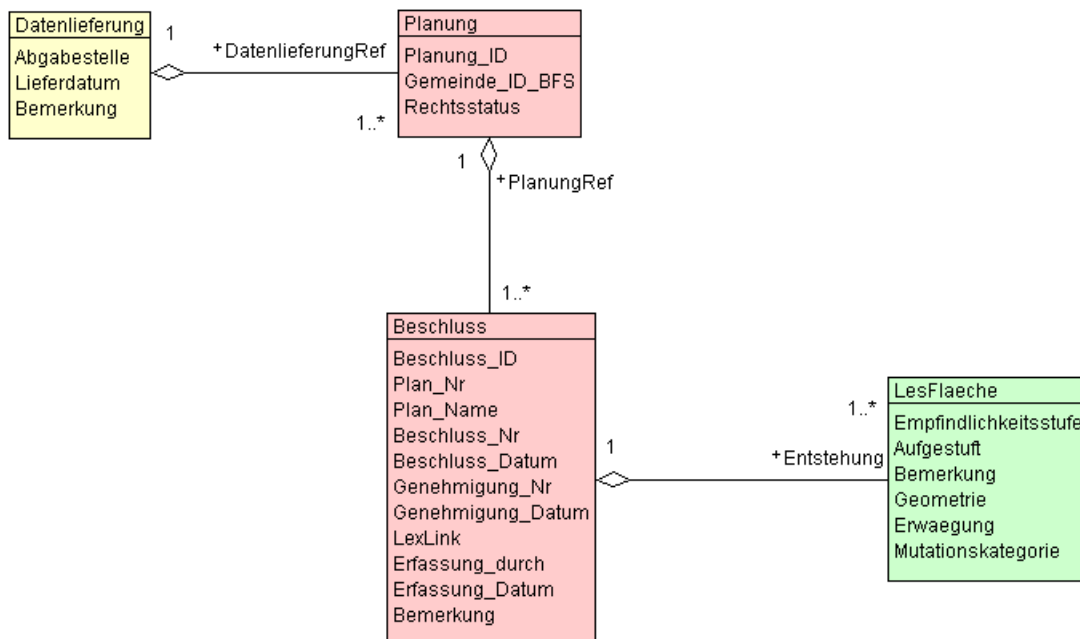 Datenlieferung
Abgabestelle
Lieferdatum
Bemerkung
1
+DatenlieferungRef
1..*
Planung
Planung_ID
Gemeinde_ID_BFS
Rechtsstatus
1
+PlanungRef
1..*
Beschluss
Beschluss_ID
Plan_Nr
Plan_Name
Beschluss_Nr
Beschluss_Datum
Genehmigung_Nr
Genehmigung_Datum
LexLink
Erfassung_durch
Erfassung_Datum
Bemerkung
1
+Entstehung
1..*
LesFlaeche
Empfindlichkeitsstufe
Aufgestuft
Bemerkung
Geometrie
Erwaegung
Mutationskategorie